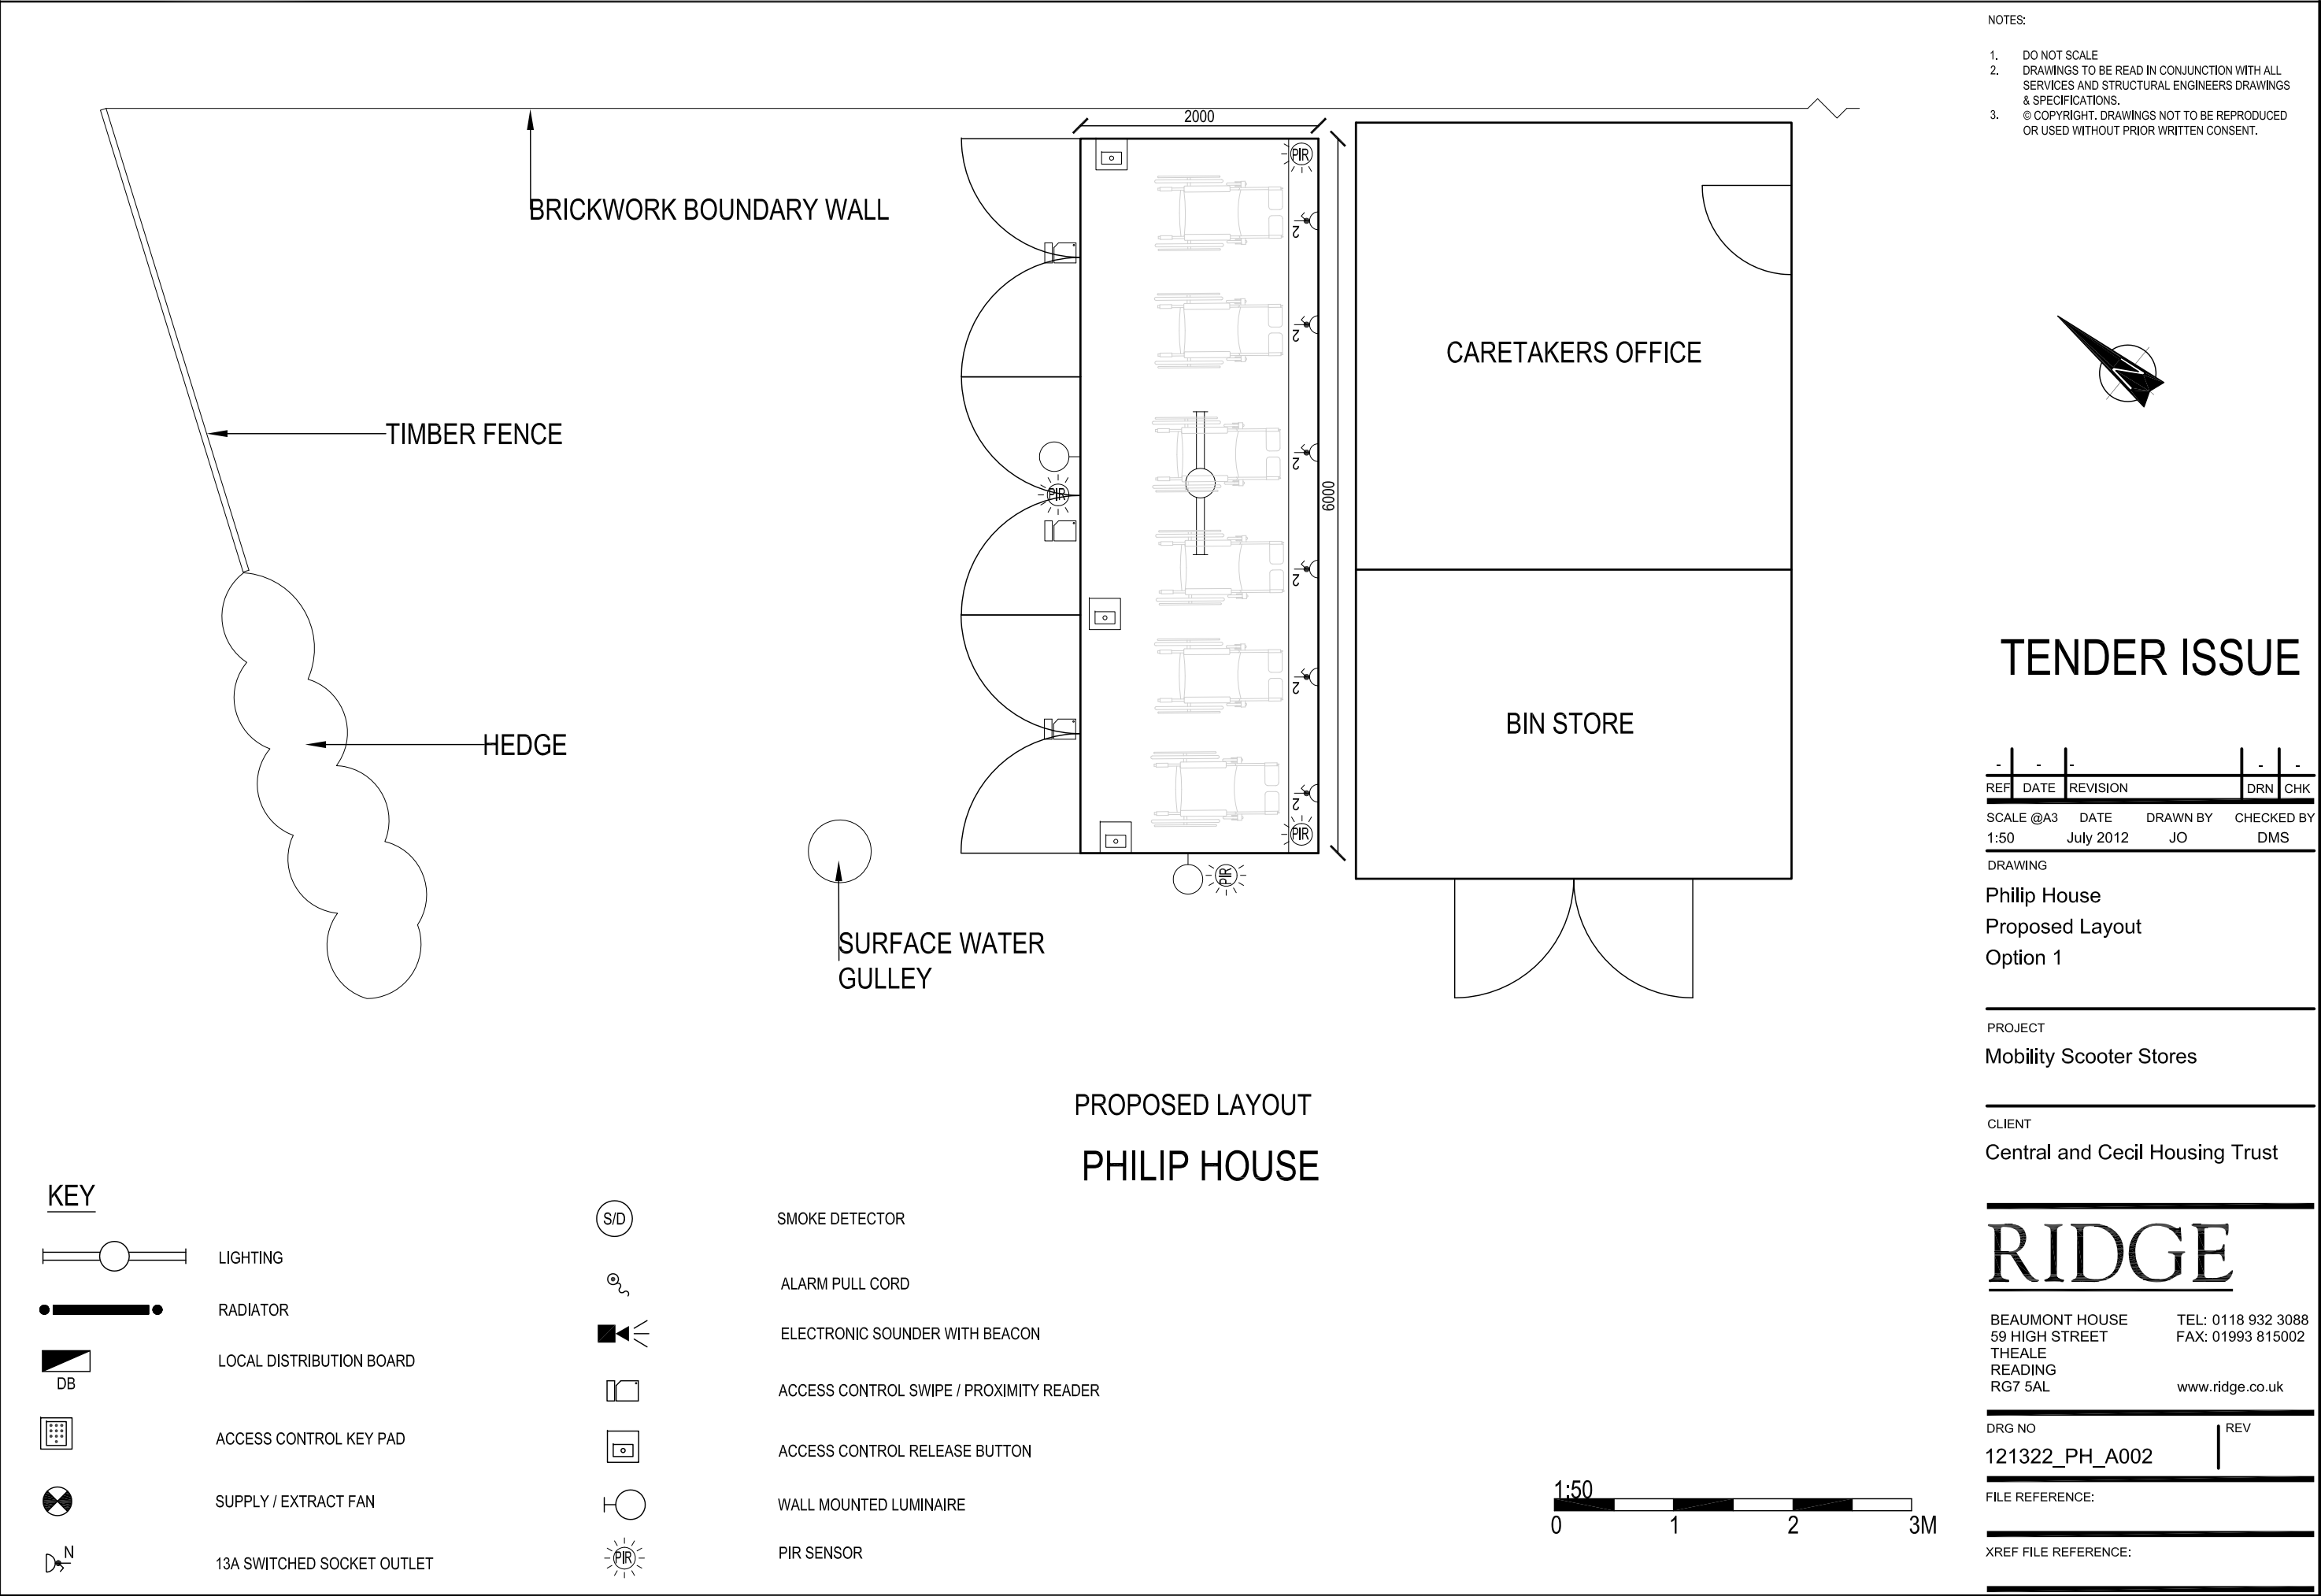 NOTES:
1. DO NOT SCALE
2. DRAWINGS TO BE READ IN CONJUNCTION WITH ALL
SERVICES AND STRUCTURAL ENGINEERS DRAWINGS
& SPECIFICATIONS.
3. © COPYRIGHT. DRAWINGS NOT TO BE REPRODUCED
OR USED WITHOUT PRIOR WRITTEN CONSENT.
2000
PIR
BRICKWORK BOUNDARY WALL
2
2
CARETAKERS OFFICE
N
TIMBER FENCE
2
PIR
6000
2
HEDGE
2
BIN STORE
2
PIR
PIR
SURFACE WATER
GULLEY
PROPOSED LAYOUT
PHILIP HOUSE
KEY
LIGHTING
RADIATOR
LOCAL DISTRIBUTION BOARD
DB
ACCESS CONTROL KEY PAD
SUPPLY / EXTRACT FAN
N
13A SWITCHED SOCKET OUTLET
S/D
SMOKE DETECTOR
ALARM PULL CORD
ELECTRONIC SOUNDER WITH BEACON
ACCESS CONTROL SWIPE / PROXIMITY READER
ACCESS CONTROL RELEASE BUTTON
WALL MOUNTED LUMINAIRE
PIR
PIR SENSOR
1:50
0 1 2 3M
TENDER ISSUE
- - - - -
REF DATE REVISION DRN CHK
SCALE @A3 DATE DRAWN BY CHECKED BY
1:50 July 2012 JO DMS
DRAWING
Philip House
Proposed Layout
Option 1
PROJECT
Mobility Scooter Stores
CLIENT
Central and Cecil Housing Trust
RIDGE
BEAUMONT HOUSE TEL: 0118 932 3088
59 HIGH STREET FAX: 01993 815002
THEALE
READING
RG7 5AL www.ridge.co.uk
DRG NO REV
121322_PH_A002
FILE REFERENCE:
XREF FILE REFERENCE: